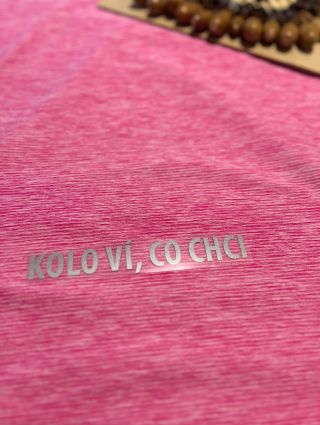 KOLO VÍ, CO CHCI